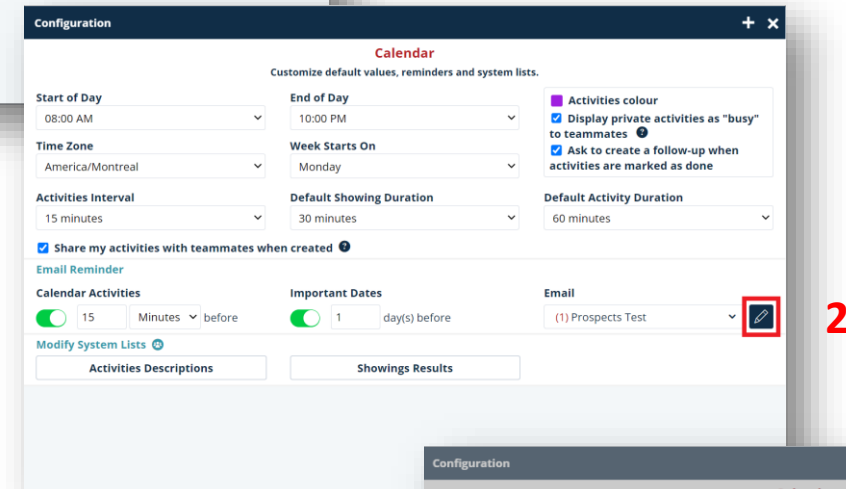 Configuration
Calendar
Customize default values, reminders and system lists.
Start of Day
End of Day
08:00 AM
10:00 PM
Activities colour
Display private activities as "busy"
to teammates
Ask to create a follow-up when
activities are marked as done
Time Zone
Week Starts On
America/Montreal
Monday
Activities Interval
Default Showing Duration
Default Activity Duration
15 minutes
30 minutes
60 minutes
Share my activities with teammates when created
Email Reminder
Calendar Activities
Important Dates
Email
15 Minutes before
1 day(s) before
(1) Prospects Test
2
Modify System Lists
Activities Descriptions
Showings Results
Configuration